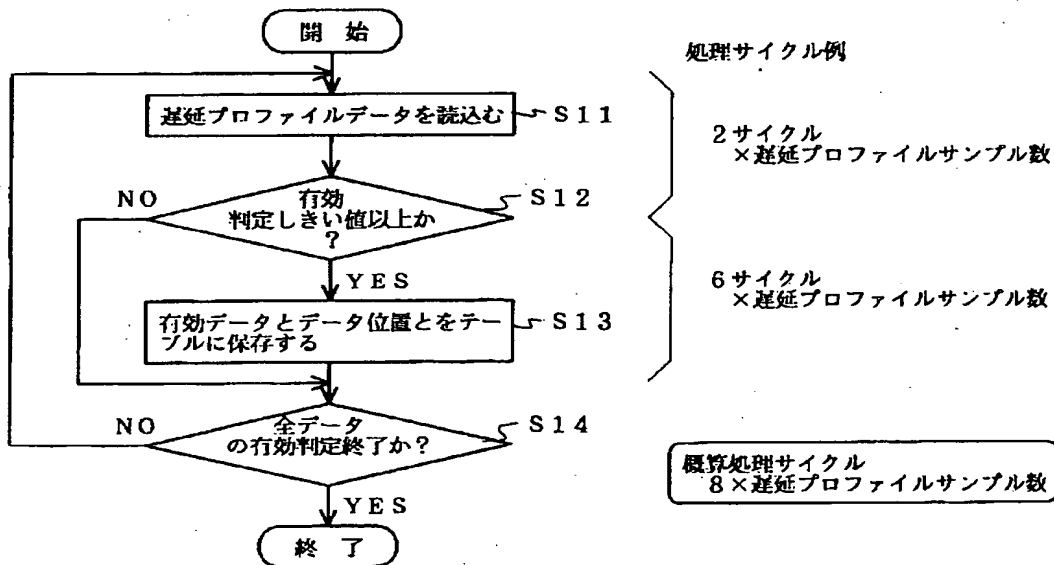 開 始
処理サイクル例
遅延プロファイルデータを読込む
S11
2サイクル
×遅延プロファイルサンプル数
NO
有効
判定しきい値以上か
?
S12
YES
6サイクル
×遅延プロファイルサンプル数
有効データとデータ位置とをテー
ブルに保存する
S13
NO
全データ
の有効判定終了か?
S14
概算処理サイクル
8×遅延プロファイルサンプル数
YES
終 了